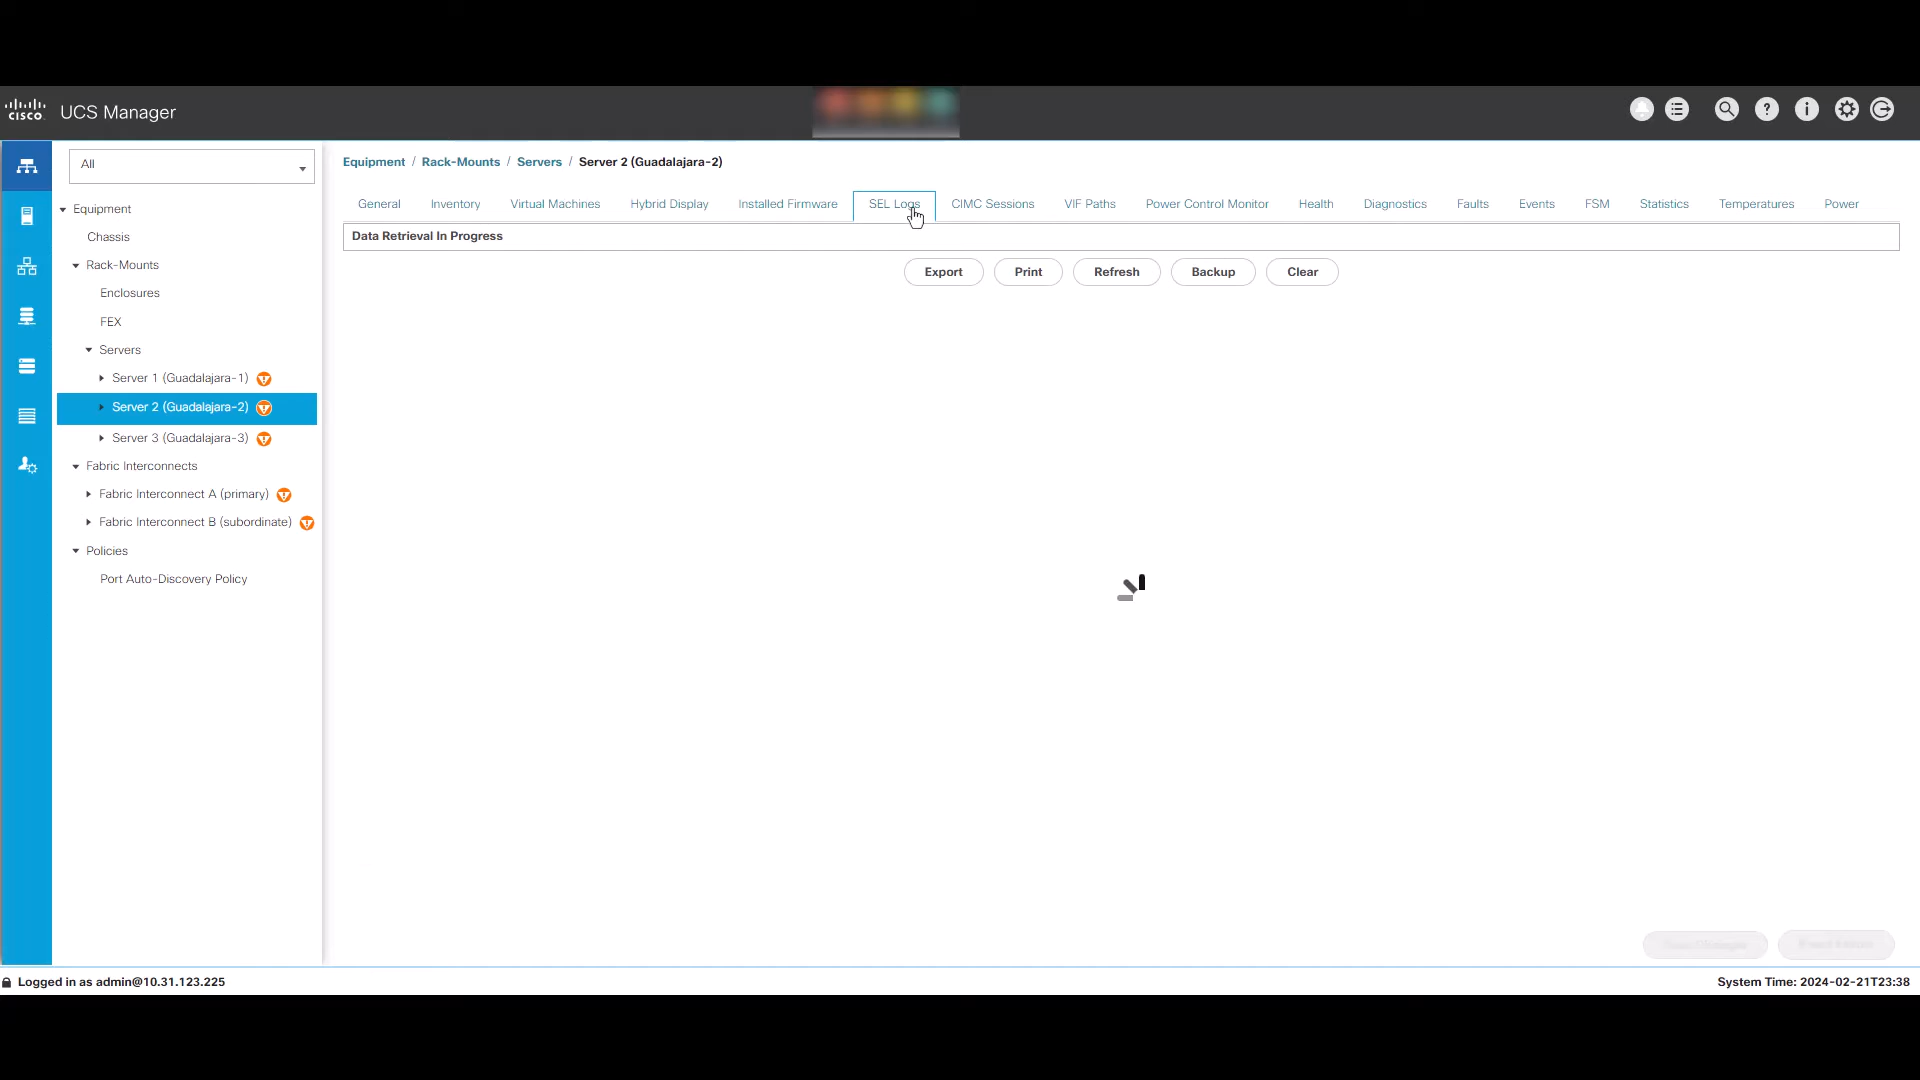 CISCO UCS Manager
All
Equipment
Chassis
Rack-Mounts
Enclosures
FEX
Servers
Server 1 (Guadalajara-1)
Server 2 (Guadalajara-2)
Server 3 (Guadalajara-3)
Fabric Interconnects
Fabric Interconnect A (primary)
Fabric Interconnect B (subordinate)
Policies
Port Auto-Discovery Policy
Equipment / Rack-Mounts / Servers / Server 2 (Guadalajara-2)
General Inventory Virtual Machines Hybrid Display Installed Firmware SEL Logs CIMC Sessions VIF Paths Power Control Monitor Health Diagnostics Faults Events FSM Statistics Temperatures Power
Data Retrieval In Progress
Export Print Refresh Backup Clear
Logged in as admin@10.31.123.225
System Time: 2024-02-21T23:38